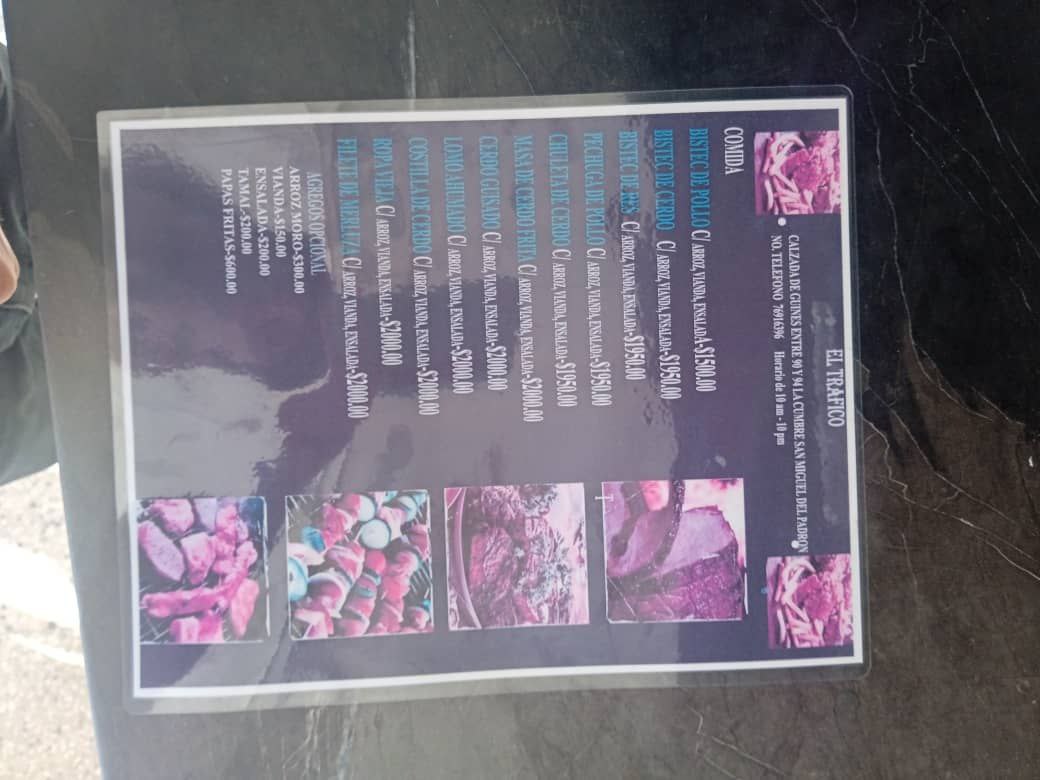 EL TRAFICO
CALZADA DE GUINES ENTRE 90 Y 94 LA CUMBRE SAN MIGUEL DEL PADRON
NO. TELEFONO 76916396 Horario de 10 am - 10 pm
COMIDA
BISTEC DE POLLO C/ ARROZ, VIANDA, ENSALADA-$1500.00
BISTEC DE CERDO C/ ARROZ, VIANDA, ENSALADA-$1950.00
BISTEC DE RES C/ ARROZ, VIANDA, ENSALADA-$1950.00
PECHUGA DE POLLO C/ ARROZ, VIANDA, ENSALADA-$1950.00
CHULETA DE CERDO C/ ARROZ, VIANDA, ENSALADA-$1950.00
MASA DE CERDO FRITA C/ ARROZ, VIANDA, ENSALADA-$2000.00
CERDO GUISADO C/ ARROZ, VIANDA, ENSALADA-$2000.00
LOMO AHUMADO C/ ARROZ, VIANDA, ENSALADA-$2000.00
COSTILLA DE CERDO C/ ARROZ, VIANDA, ENSALADA-$2000.00
ROPA VIEJA C/ ARROZ, VIANDA, ENSALADA-$2000.00
FILETE DE MERLUZA C/ ARROZ, VIANDA, ENSALADA-$2000.00
AGREGOS OPCIONAL
ARROZ MORO-$300.00
VIANDA-$150.00
ENSALADA-$200.00
TAMAL-$200.00
PAPAS FRITAS-$600.00
T